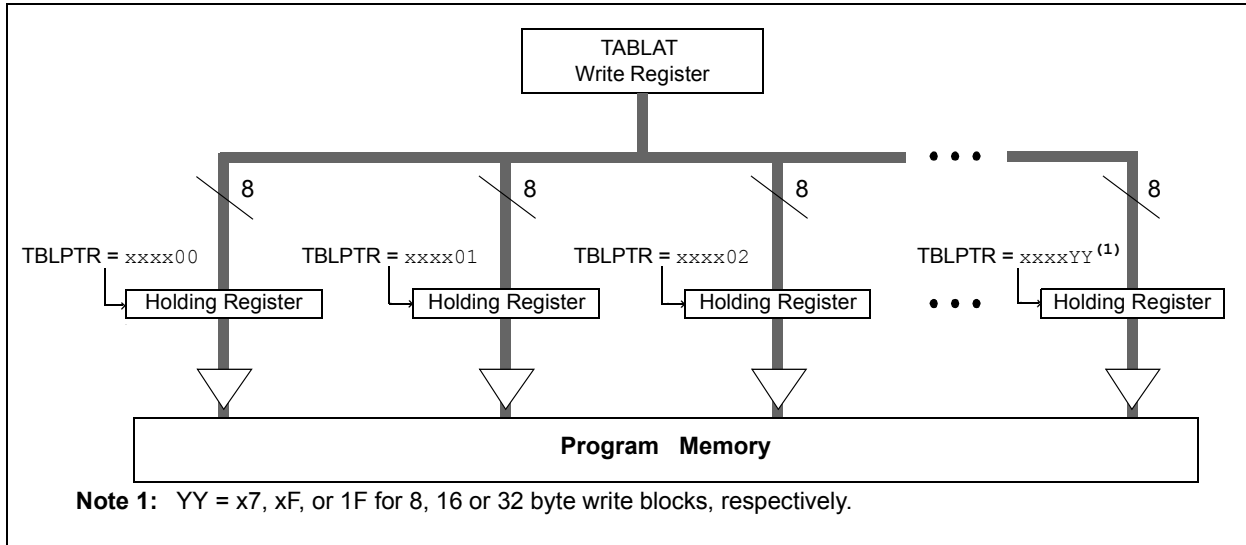 TABLAT
Write Register
8 8 8 8
TBLPTR = xxxx00 TBLPTR = xxxx01 TBLPTR = xxxx02 TBLPTR = xxxxYY(1)
Holding Register Holding Register Holding Register Holding Register
Program Memory
Note 1: YY = x7, xF, or 1F for 8, 16 or 32 byte write blocks, respectively.